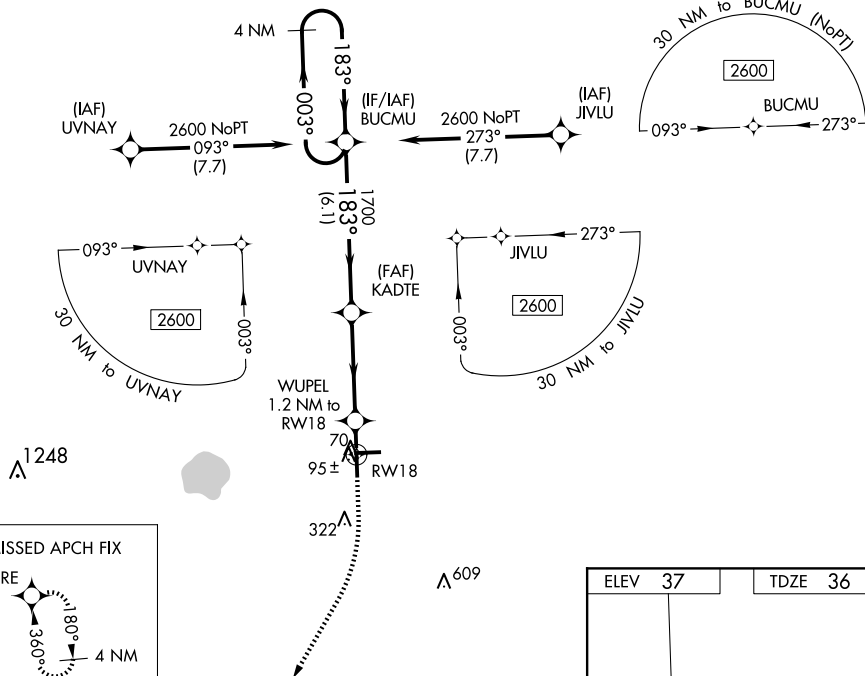 30 NM to BUCMU (NoPT)
2600
BUCMU
093°
273°
4 NM
183°
003°
(IAF)
UVNAY
2600 NoPT
093°
(7.7)
(IF/IAF)
BUCMU
2600 NoPT
273°
(7.7)
(IAF)
JIVLU
1700
183°
(6.1)
093°
UVNAY
2600
003°
30 NM to UVNAY
273°
JIVLU
2600
003°
30 NM to JIVLU
(FAF)
KADTE
WUPEL
1.2 NM to
RW18
70
95 ±
RW18
1248
322
609
ISSED APCH FIX
RE
180°
360°
4 NM
ELEV 37
TDZE 36